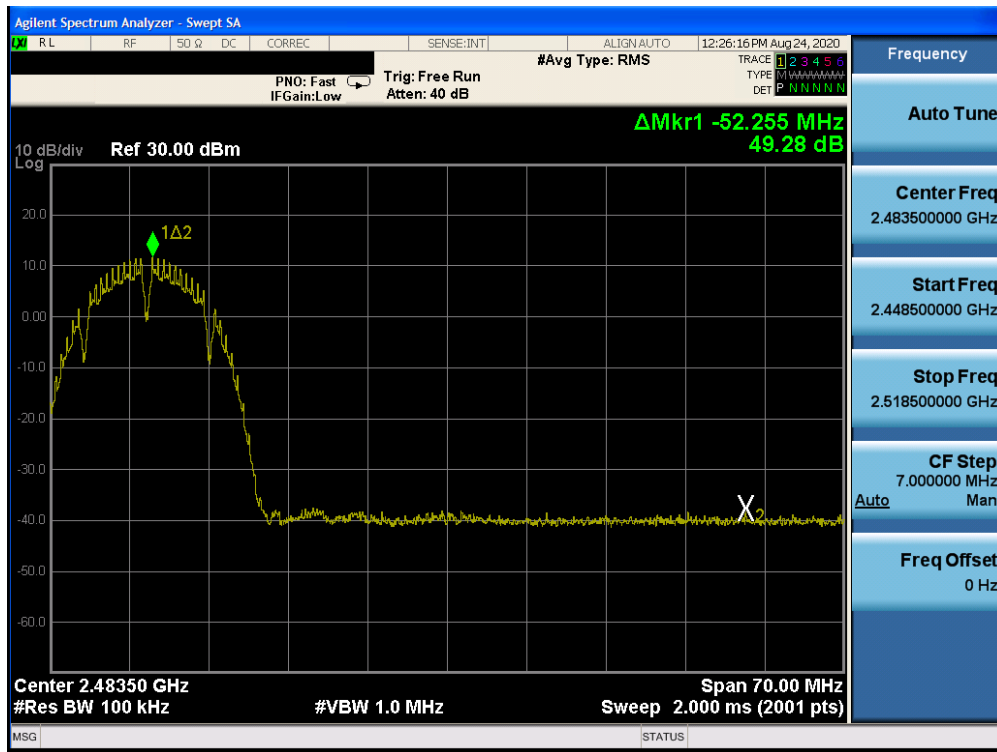 Agilent Spectrum Analyzer - Swept SA
LXI RL RF 50 Ω DC CORREC SENSE:INT ALIGN AUTO 12:26:16 PM Aug 24, 2020
#Avg Type: RMS TRACE 1 2 3 4 5 6
PNO: Fast Trig: Free Run TYPE M WWWWW
IFGain:Low Atten: 40 dB DET P N N N N N
ΔMkr1 -52.255 MHz
49.28 dB
10 dB/div Ref 30.00 dBm
Log
20.0
1Δ2
10.0
0.00
-10.0
-20.0
-30.0
X2
-40.0
-50.0
-60.0
Center 2.48350 GHz Span 70.00 MHz
#Res BW 100 kHz #VBW 1.0 MHz Sweep 2.000 ms (2001 pts)
MSG STATUS
Frequency
Auto Tune
Center Freq
2.483500000 GHz
Start Freq
2.448500000 GHz
Stop Freq
2.518500000 GHz
CF Step
7.000000 MHz
Auto Man
Freq Offset
0 Hz